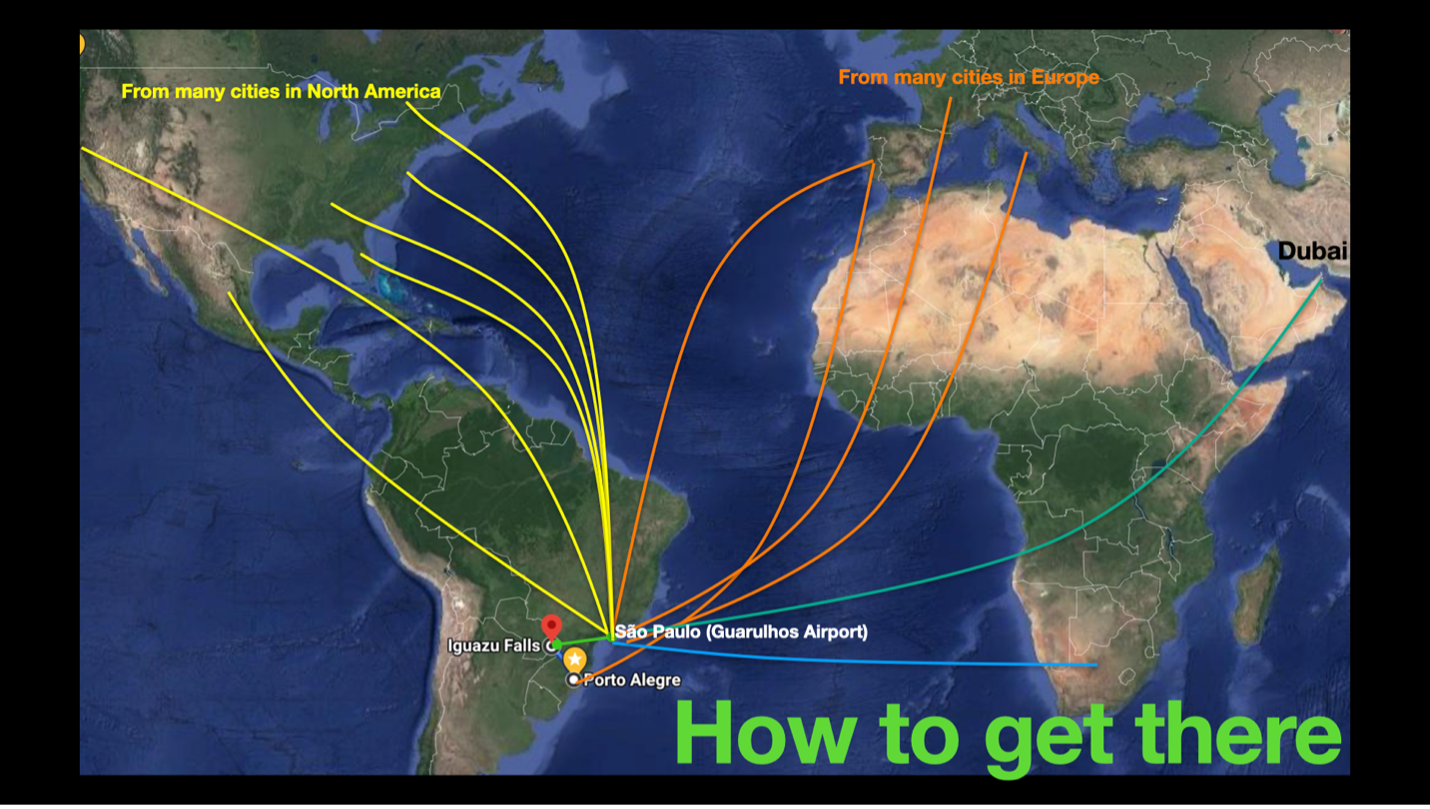 From many cities in North America
From many cities in Europe
Dubai
São Paulo (Guarulhos Airport)
Iguazu Falls
Porto Alegre
How to get there